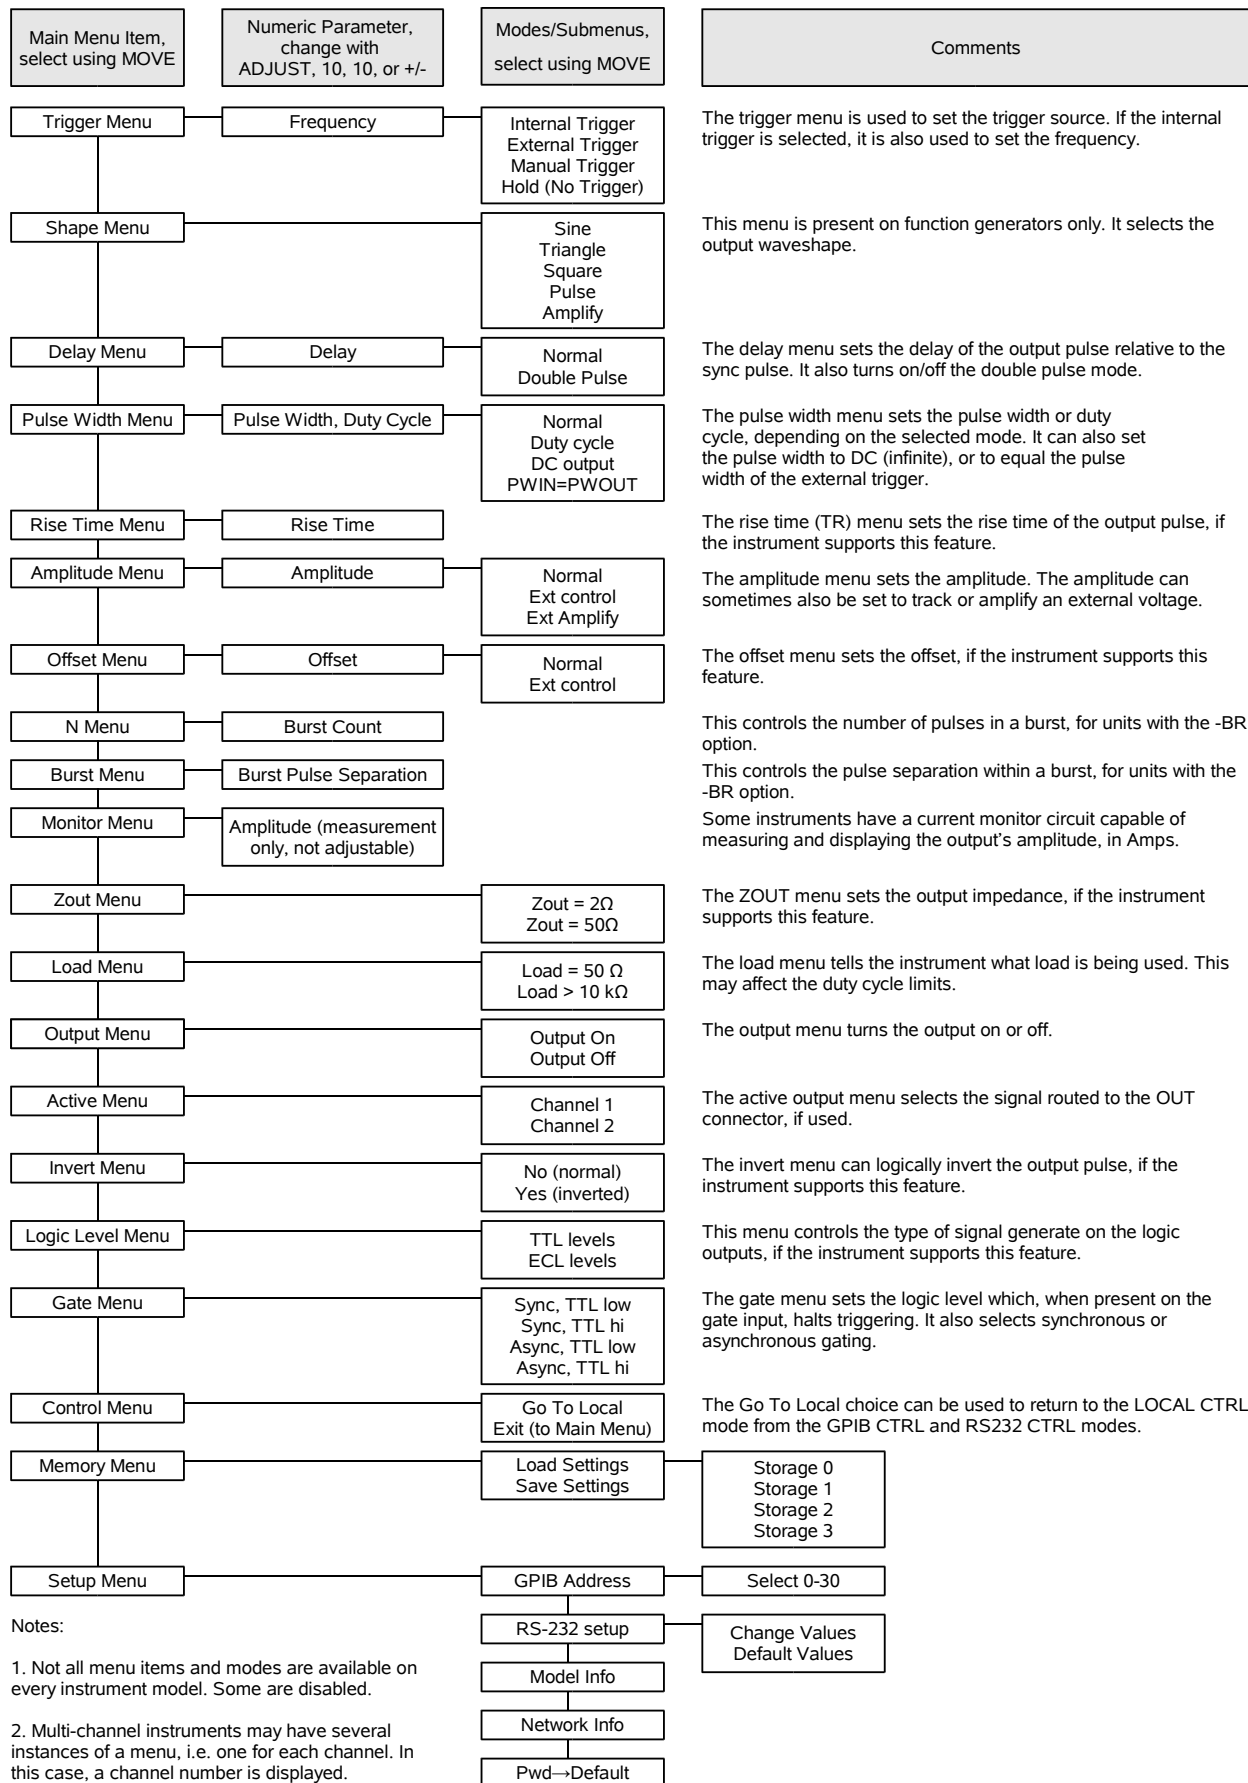 Main Menu Item,
select using MOVE
Numeric Parameter,
change with
ADJUST, 10, 10, or +/-
Modes/Submenus,
select using MOVE
Comments
Trigger Menu
Frequency
Internal Trigger
External Trigger
Manual Trigger
Hold (No Trigger)
The trigger menu is used to set the trigger source. If the internal
trigger is selected, it is also used to set the frequency.
Shape Menu
Sine
Triangle
Square
Pulse
Amplify
This menu is present on function generators only. It selects the
output waveshape.
Delay Menu
Delay
Normal
Double Pulse
The delay menu sets the delay of the output pulse relative to the
sync pulse. It also turns on/off the double pulse mode.
Pulse Width Menu
Pulse Width, Duty Cycle
Normal
Duty cycle
DC output
PWIN=PWOUT
The pulse width menu sets the pulse width or duty
cycle, depending on the selected mode. It can also set
the pulse width to DC (infinite), or to equal the pulse
width of the external trigger.
Rise Time Menu
Rise Time
The rise time (TR) menu sets the rise time of the output pulse, if
the instrument supports this feature.
Amplitude Menu
Amplitude
Normal
Ext control
Ext Amplify
The amplitude menu sets the amplitude. The amplitude can
sometimes also be set to track or amplify an external voltage.
Offset Menu
Offset
Normal
Ext control
The offset menu sets the offset, if the instrument supports this
feature.
N Menu
Burst Count
This controls the number of pulses in a burst, for units with the -BR
option.
Burst Menu
Burst Pulse Separation
This controls the pulse separation within a burst, for units with the
-BR option.
Monitor Menu
Amplitude (measurement
only, not adjustable)
Some instruments have a current monitor circuit capable of
measuring and displaying the output's amplitude, in Amps.
Zout Menu
Zout = 2Ω
Zout = 50Ω
The ZOUT menu sets the output impedance, if the instrument
supports this feature.
Load Menu
Load = 50 Ω
Load > 10 kΩ
The load menu tells the instrument what load is being used. This
may affect the duty cycle limits.
Output Menu
Output On
Output Off
The output menu turns the output on or off.
Active Menu
Channel 1
Channel 2
The active output menu selects the signal routed to the OUT
connector, if used.
Invert Menu
No (normal)
Yes (inverted)
The invert menu can logically invert the output pulse, if the
instrument supports this feature.
Logic Level Menu
TTL levels
ECL levels
This menu controls the type of signal generate on the logic
outputs, if the instrument supports this feature.
Gate Menu
Sync, TTL low
Sync, TTL hi
Async, TTL low
Async, TTL hi
The gate menu sets the logic level which, when present on the
gate input, halts triggering. It also selects synchronous or
asynchronous gating.
Control Menu
Go To Local
Exit (to Main Menu)
The Go To Local choice can be used to return to the LOCAL CTRL
mode from the GPIB CTRL and RS232 CTRL modes.
Memory Menu
Load Settings
Save Settings
Storage 0
Storage 1
Storage 2
Storage 3
Setup Menu
GPIB Address
Select 0-30
RS-232 setup
Change Values
Default Values
Model Info
Network Info
Pwd→Default
Notes:
1. Not all menu items and modes are available on
every instrument model. Some are disabled.
2. Multi-channel instruments may have several
instances of a menu, i.e. one for each channel. In
this case, a channel number is displayed.